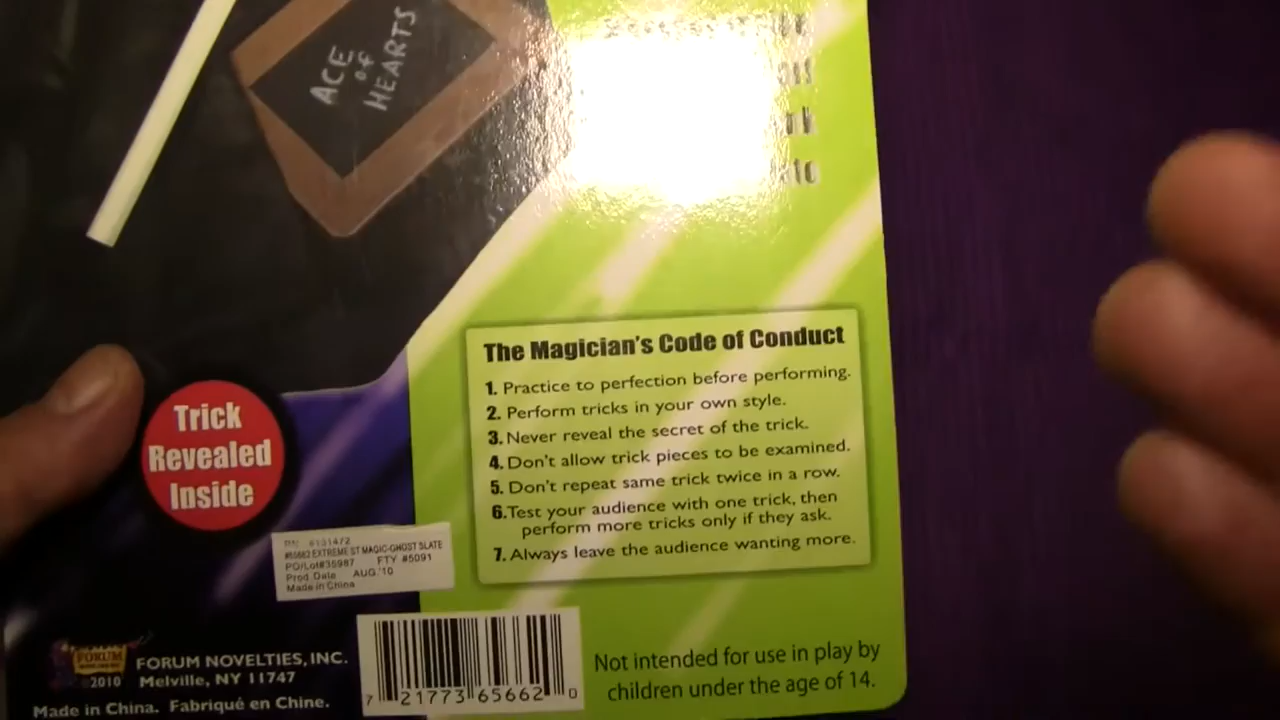 ACE
of
HEARTS
to
The Magician's Code of Conduct
1. Practice to perfection before performing.
2. Perform tricks in your own style.
3. Never reveal the secret of the trick.
4. Don't allow trick pieces to be examined.
5. Don't repeat same trick twice in a row.
6.Test your audience with one trick, then
perform more tricks only if they ask.
7. Always leave the audience wanting more.
Trick
Revealed
Inside
#65662 EXTREME ST MAGIC-GHOST SLATE
PO/Lot#35987 FTY #5091
Prod. Date AUG.'10
Made in China
FORUM
©2010
FORUM NOVELTIES, INC.
Melville, NY 11747
Made in China. Fabriqué en Chine.
7 21773 65662 0
Not intended for use in play by
children under the age of 14.